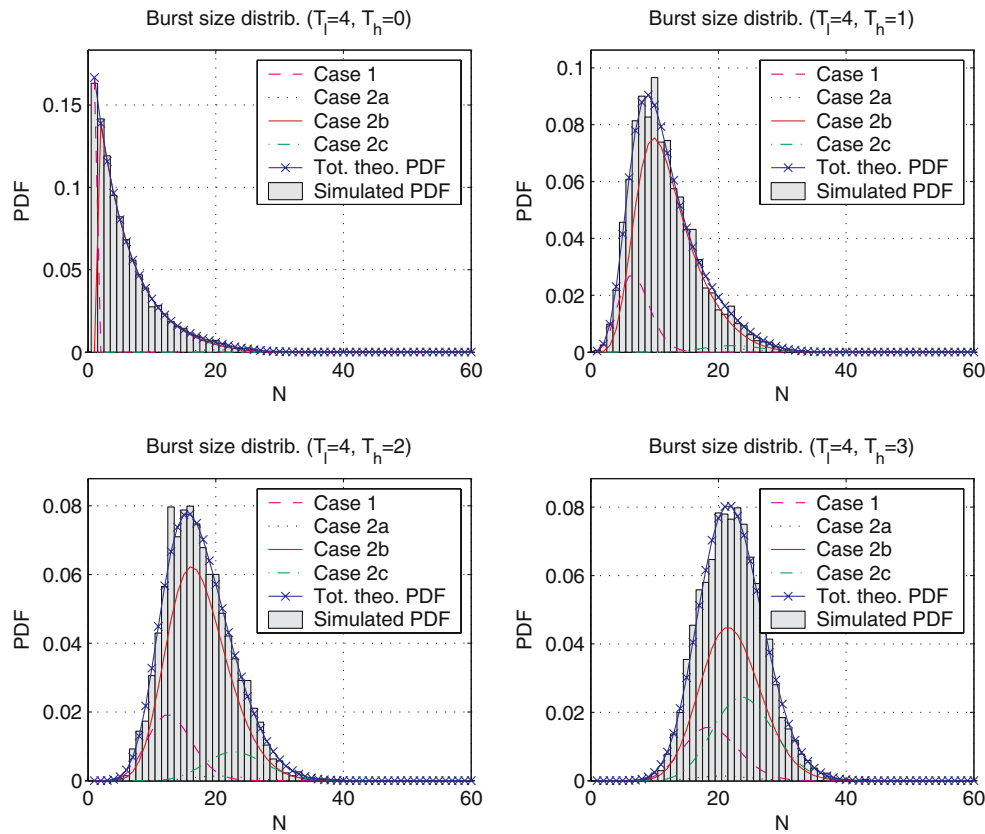 Burst size distrib. (T_l=4, T_h=0)
0.15
0.1
0.05
0
PDF
0 20 40 60
N
Case 1
Case 2a
Case 2b
Case 2c
Tot. theo. PDF
Simulated PDF
Burst size distrib. (T_l=4, T_h=1)
0.1
0.08
0.06
0.04
0.02
0
PDF
0 20 40 60
N
Case 1
Case 2a
Case 2b
Case 2c
Tot. theo. PDF
Simulated PDF
Burst size distrib. (T_l=4, T_h=2)
0.08
0.06
0.04
0.02
0
PDF
0 20 40 60
N
Case 1
Case 2a
Case 2b
Case 2c
Tot. theo. PDF
Simulated PDF
Burst size distrib. (T_l=4, T_h=3)
0.08
0.06
0.04
0.02
0
PDF
0 20 40 60
N
Case 1
Case 2a
Case 2b
Case 2c
Tot. theo. PDF
Simulated PDF